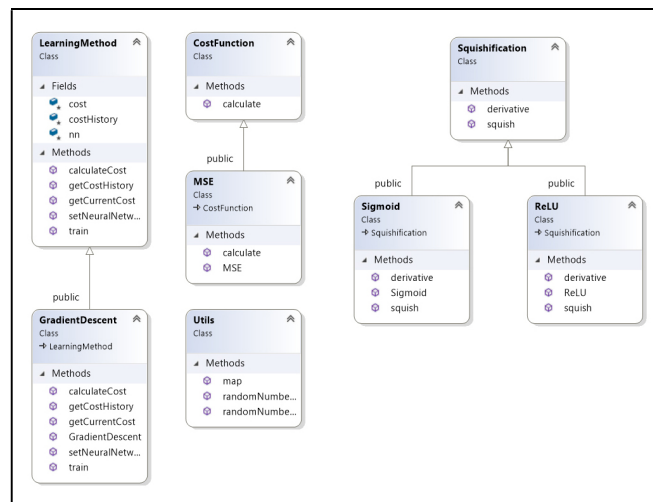 LearningMethod
Class
Fields
cost
costHistory
nn
Methods
calculateCost
getCostHistory
getCurrentCost
setNeuralNetw...
train
public
GradientDescent
Class
LearningMethod
Methods
calculateCost
getCostHistory
getCurrentCost
GradientDescent
setNeuralNetw...
train
CostFunction
Class
Methods
calculate
public
MSE
Class
CostFunction
Methods
calculate
MSE
Utils
Class
Methods
map
randomNumbe...
randomNumbe...
Squishification
Class
Methods
derivative
squish
public
Sigmoid
Class
Squishification
Methods
derivative
Sigmoid
squish
public
ReLU
Class
Squishification
Methods
derivative
ReLU
squish